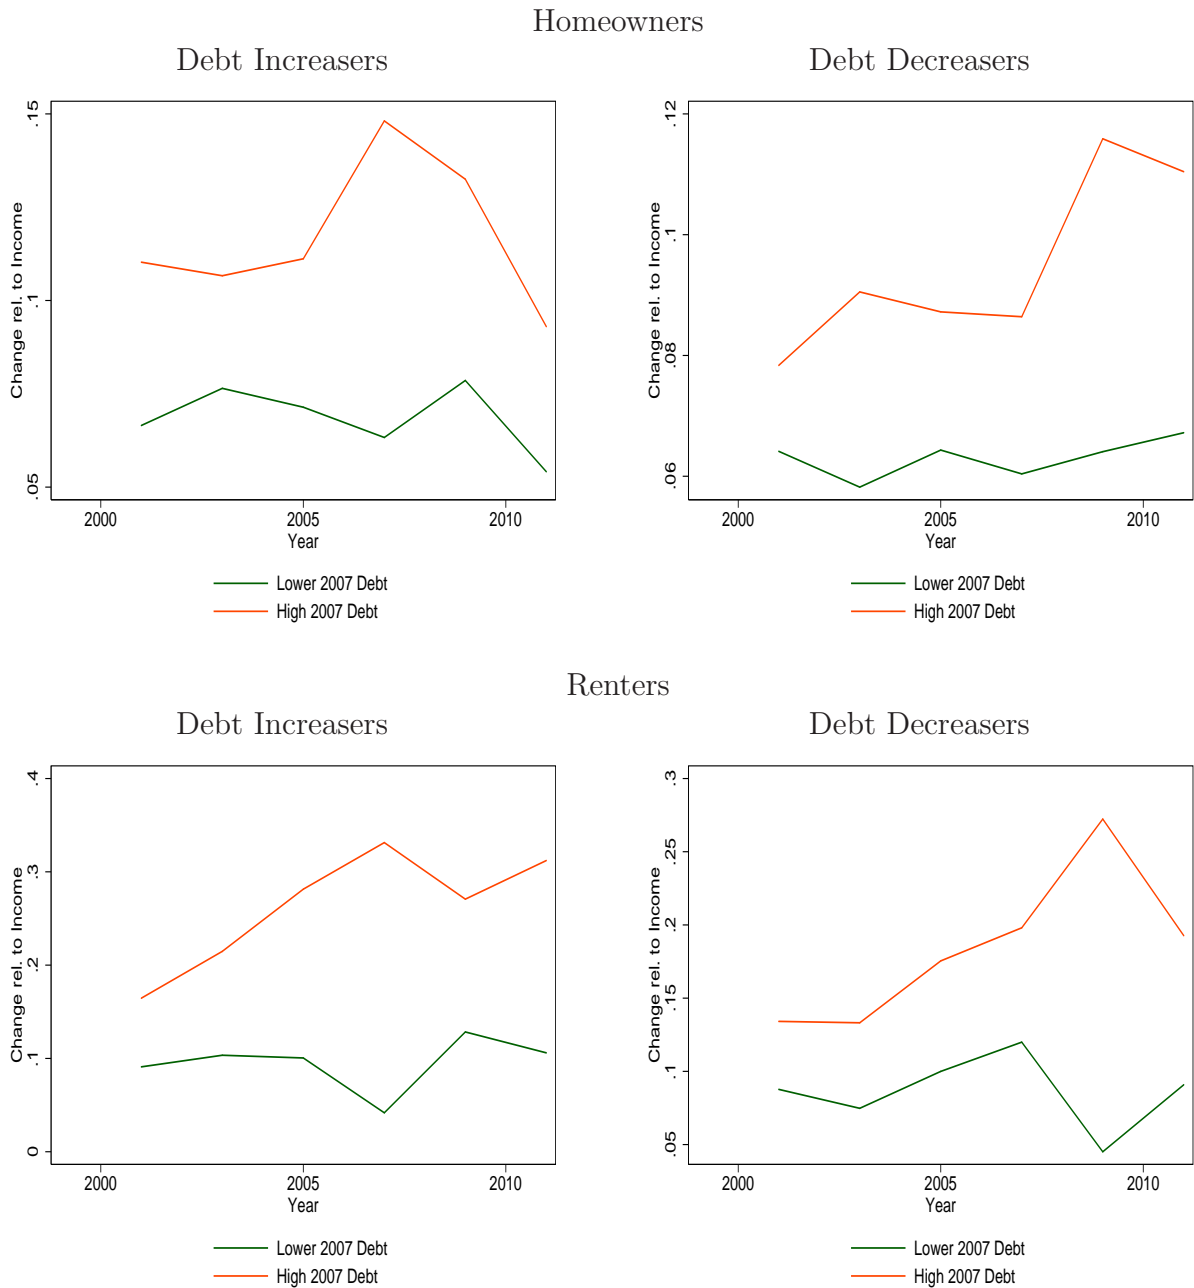 Homeowners
Debt Increasers
Debt Decreasers
Change rel. to Income
.15
.1
.05
2000
2005
2010
Year
Lower 2007 Debt
High 2007 Debt
Change rel. to Income
.12
.1
.08
.06
2000
2005
2010
Year
Lower 2007 Debt
High 2007 Debt
Renters
Debt Increasers
Debt Decreasers
Change rel. to Income
.4
.3
.2
.1
0
2000
2005
2010
Year
Lower 2007 Debt
High 2007 Debt
Change rel. to Income
.3
.25
.2
.15
.1
.05
2000
2005
2010
Year
Lower 2007 Debt
High 2007 Debt